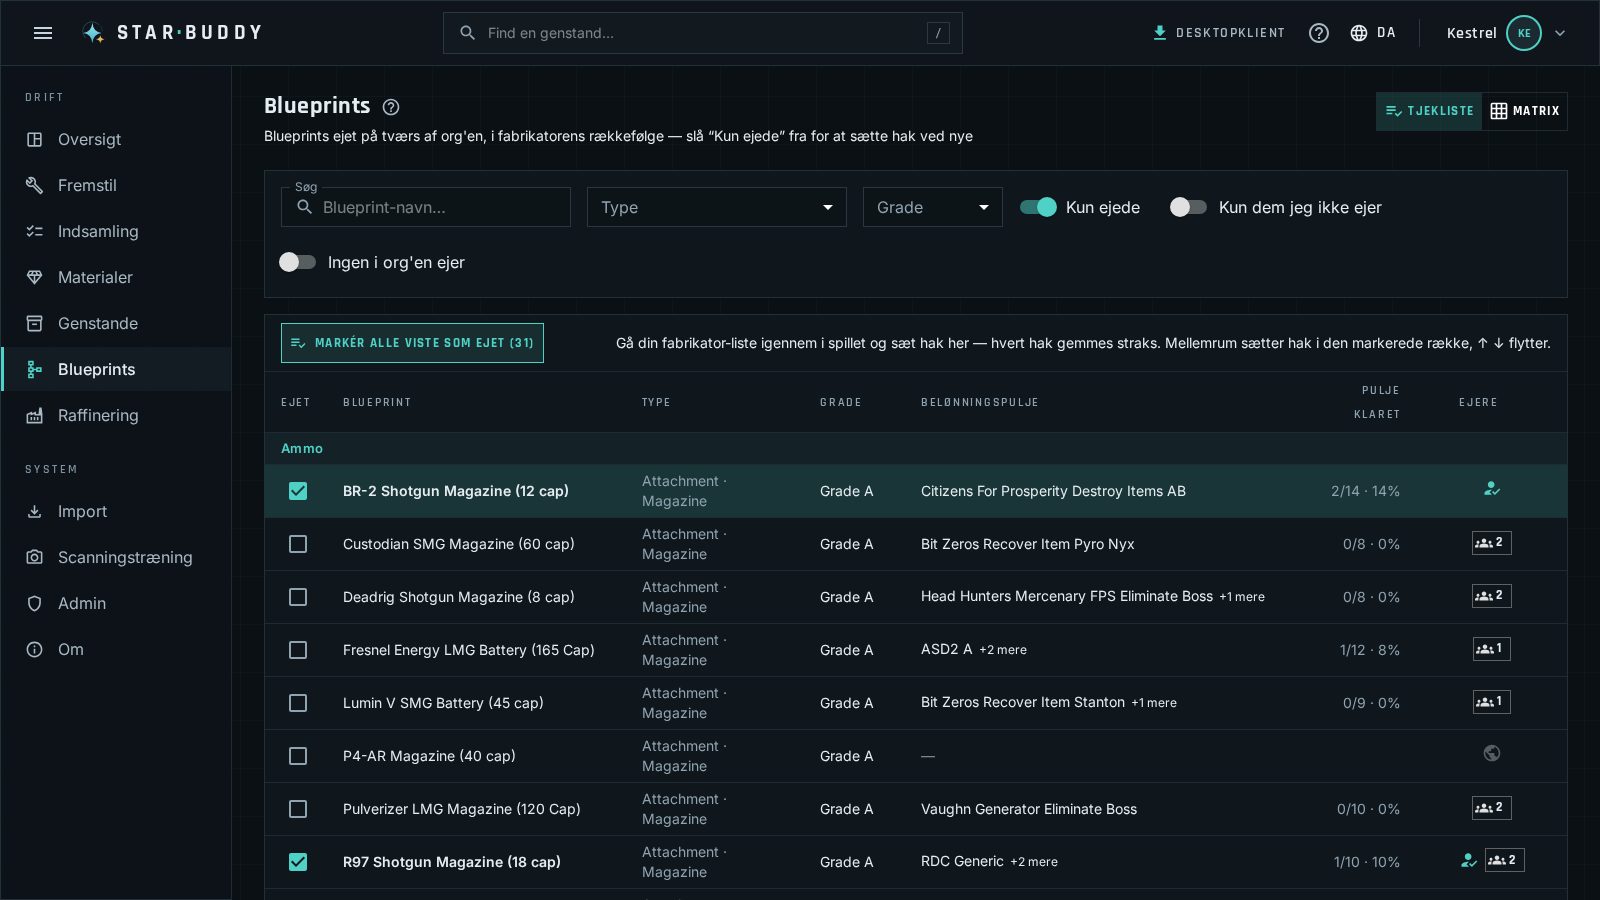 STAR·BUDDY
Find en genstand...
/
DESKTOPKLIENT
DA
Kestrel
KE
DRIFT
Oversigt
Fremstil
Indsamling
Materialer
Genstande
Blueprints
Raffinering
SYSTEM
Import
Scanningstræning
Admin
Om
Blueprints
Blueprints ejet på tværs af org'en, i fabrikatorens rækkefølge — slå “Kun ejede” fra for at sætte hak ved nye
TJEKLISTE
MATRIX
Søg
Blueprint-navn...
Type
Grade
Kun ejede
Kun dem jeg ikke ejer
Ingen i org'en ejer
MARKÉR ALLE VISTE SOM EJET (31)
Gå din fabrikator-liste igennem i spillet og sæt hak her — hvert hak gemmes straks. Mellemrum sætter hak i den markerede række, ↑ ↓ flytter.
EJET BLUEPRINT TYPE GRADE BELØNNINGSPULJE PULJE KLARET EJERE
Ammo
BR-2 Shotgun Magazine (12 cap) Attachment · Magazine Grade A Citizens For Prosperity Destroy Items AB 2/14 · 14%
Custodian SMG Magazine (60 cap) Attachment · Magazine Grade A Bit Zeros Recover Item Pyro Nyx 0/8 · 0% 2
Deadrig Shotgun Magazine (8 cap) Attachment · Magazine Grade A Head Hunters Mercenary FPS Eliminate Boss +1 mere 0/8 · 0% 2
Fresnel Energy LMG Battery (165 Cap) Attachment · Magazine Grade A ASD2 A +2 mere 1/12 · 8% 1
Lumin V SMG Battery (45 cap) Attachment · Magazine Grade A Bit Zeros Recover Item Stanton +1 mere 0/9 · 0% 1
P4-AR Magazine (40 cap) Attachment · Magazine Grade A —
Pulverizer LMG Magazine (120 Cap) Attachment · Magazine Grade A Vaughn Generator Eliminate Boss 0/10 · 0% 2
R97 Shotgun Magazine (18 cap) Attachment · Magazine Grade A RDC Generic +2 mere 1/10 · 10% 2